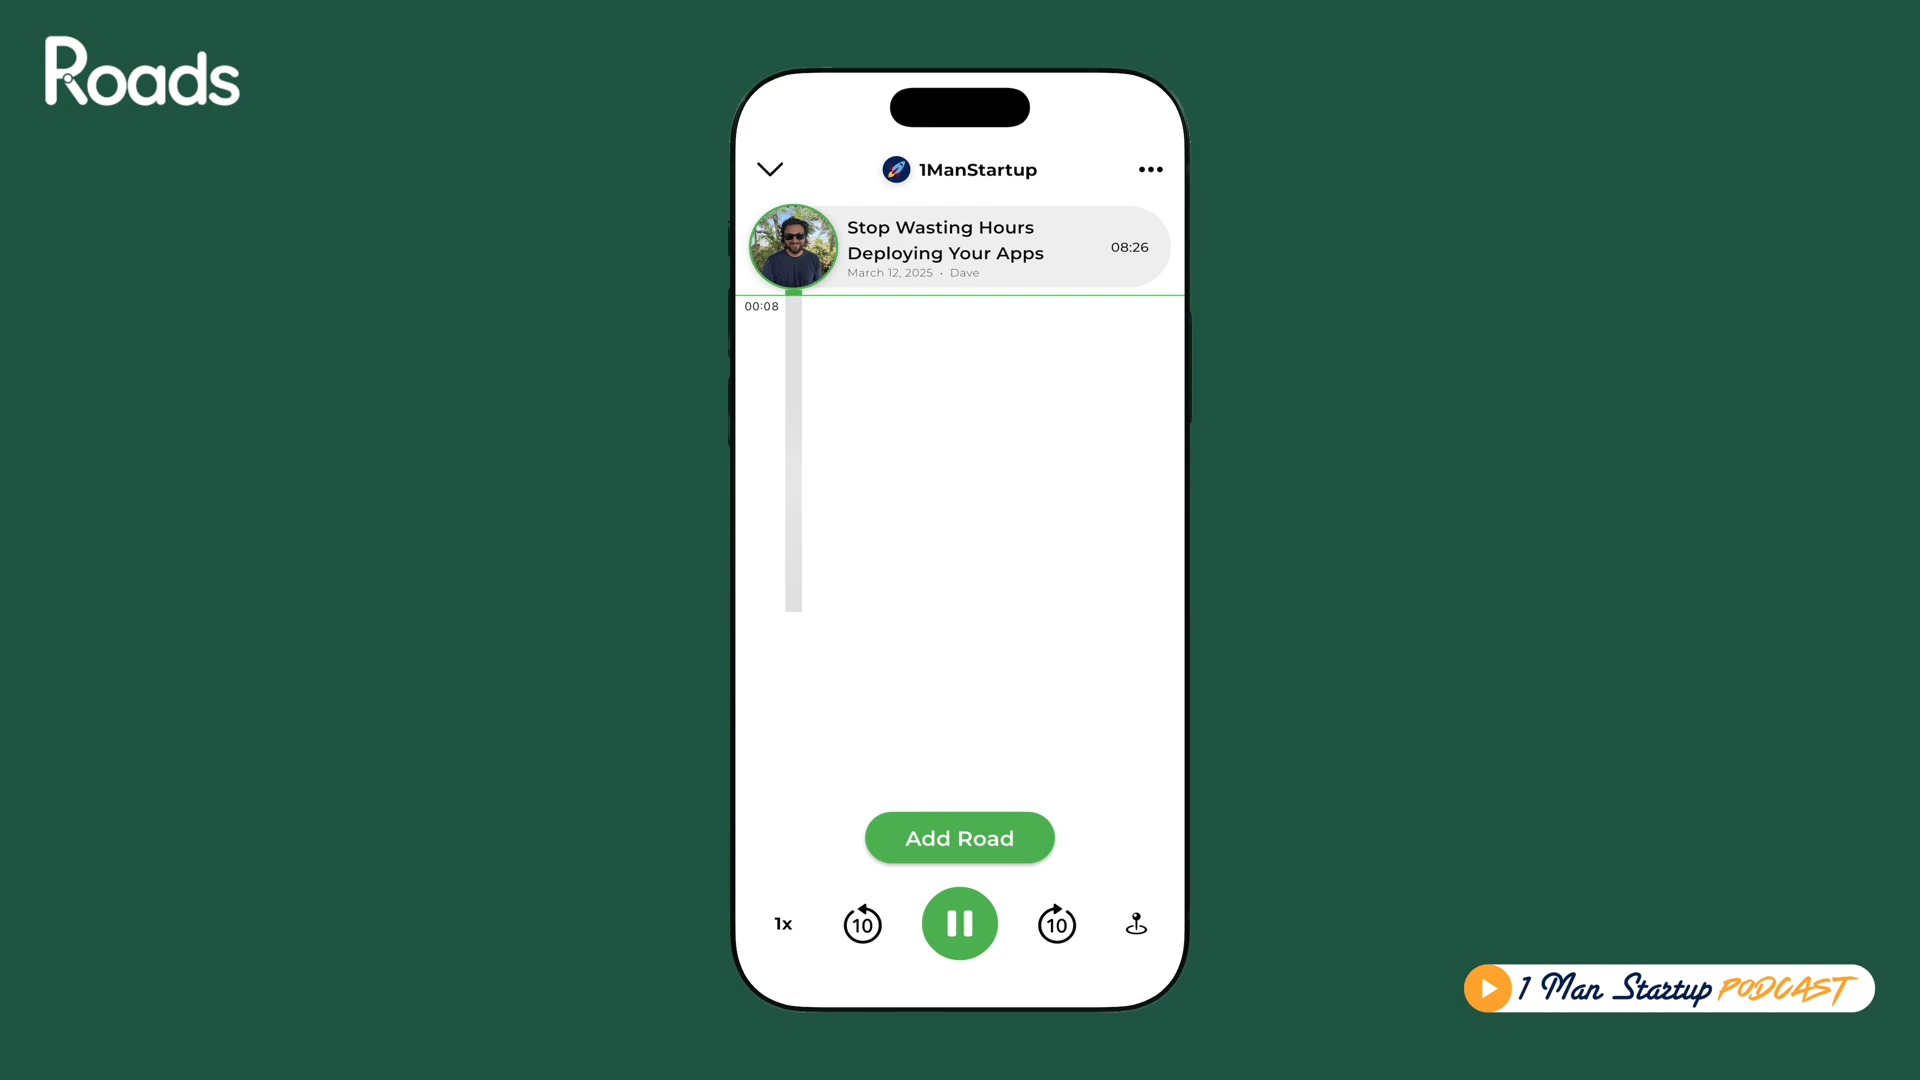 Roads
1ManStartup
Stop Wasting Hours
Deploying Your Apps
08:26
March 12, 2025 • Dave
00:08
Add Road
1x
10
10
1 Man Startup PODCAST